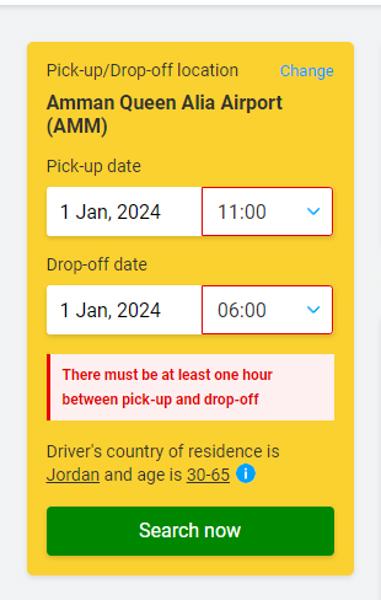 Pick-up/Drop-off location Change
Amman Queen Alia Airport
(AMM)
Pick-up date
1 Jan, 2024 11:00
Drop-off date
1 Jan, 2024 06:00
There must be at least one hour
between pick-up and drop-off
Driver's country of residence is
Jordan and age is 30-65 i
Search now